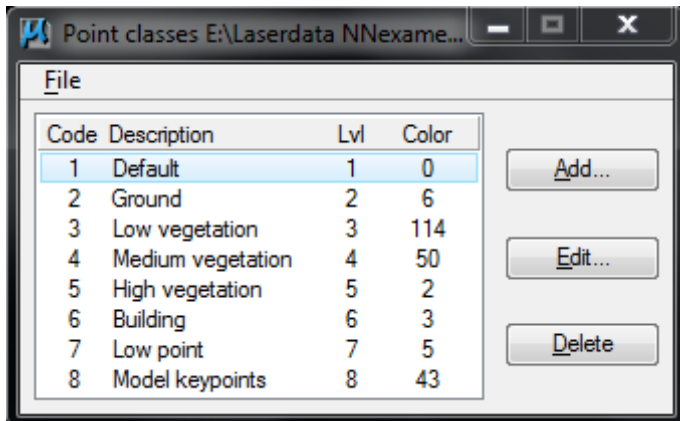 Point classes E:\Laserdata NNexame...
File
Code Description Lvl Color
1 Default 1 0
2 Ground 2 6
3 Low vegetation 3 114
4 Medium vegetation 4 50
5 High vegetation 5 2
6 Building 6 3
7 Low point 7 5
8 Model keypoints 8 43
Add...
Edit...
Delete